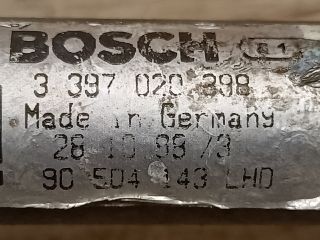 BOSCH
3 397 020 398
Made in Germany
28 10 98 /3
90 504 143 LHD